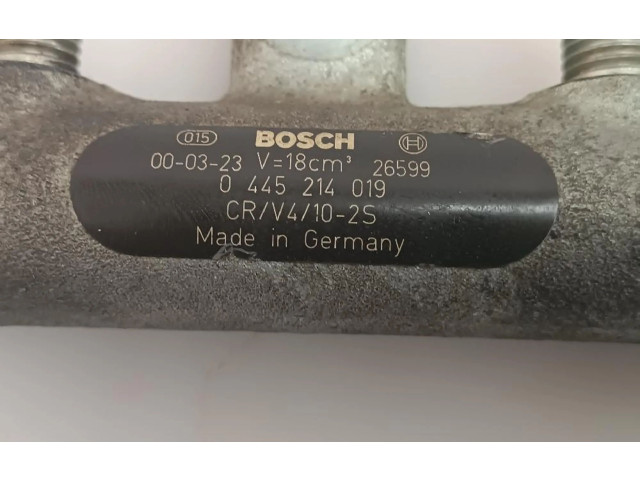 015 BOSCH H
00-03-23 V=18cm³ 26599
0 445 214 019
CR/V4/10-2S
Made in Germany